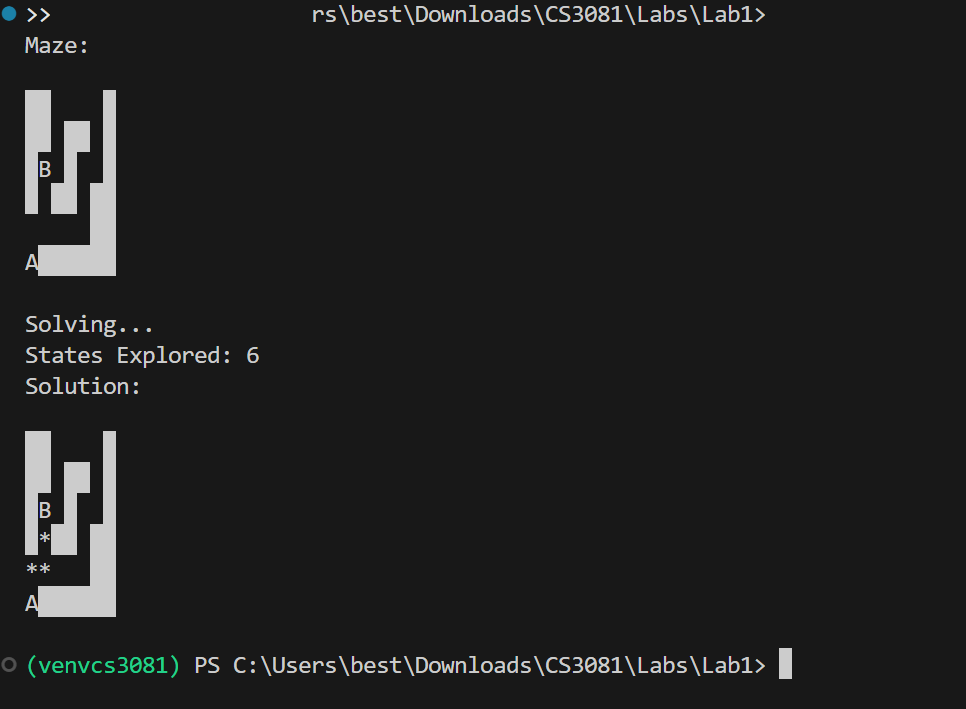 >> rs\best\Downloads\CS3081\Labs\Lab1>
Maze:
B
A
Solving...
States Explored: 6
Solution:
B
*
**
A
(venvcs3081) PS C:\Users\best\Downloads\CS3081\Labs\Lab1>